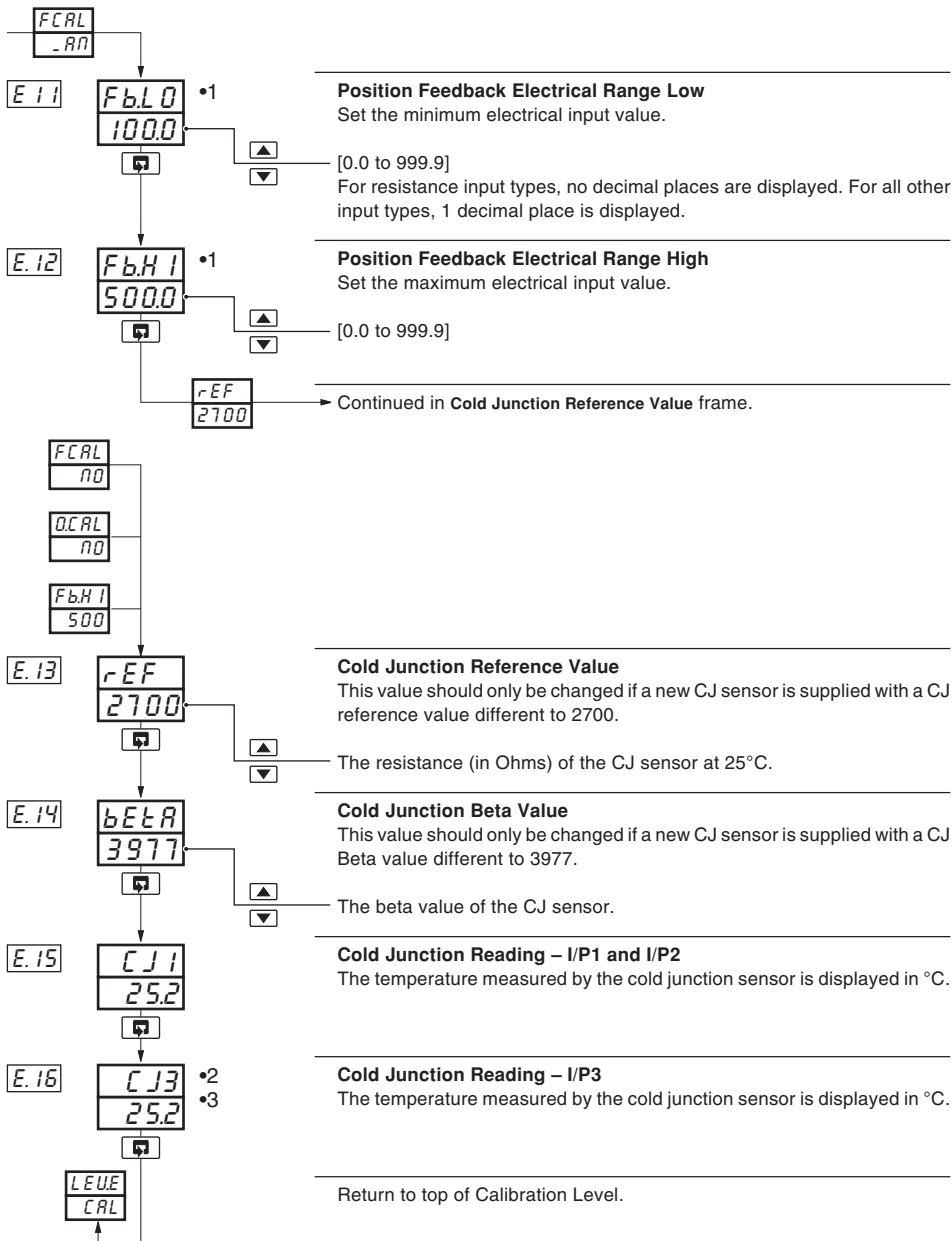 FCAL
_An
E11
Fb.LO •1
100.0
Position Feedback Electrical Range Low
Set the minimum electrical input value.
[0.0 to 999.9]
For resistance input types, no decimal places are displayed. For all other
input types, 1 decimal place is displayed.
E.12
Fb.HI •1
500.0
Position Feedback Electrical Range High
Set the maximum electrical input value.
[0.0 to 999.9]
rEF
2700
Continued in Cold Junction Reference Value frame.
FCAL
nO
O.CAL
nO
Fb.HI
500
E.13
rEF
2700
Cold Junction Reference Value
This value should only be changed if a new CJ sensor is supplied with a CJ
reference value different to 2700.
The resistance (in Ohms) of the CJ sensor at 25°C.
E.14
bEtA
3977
Cold Junction Beta Value
This value should only be changed if a new CJ sensor is supplied with a CJ
Beta value different to 3977.
The beta value of the CJ sensor.
E.15
CJ1
25.2
Cold Junction Reading – I/P1 and I/P2
The temperature measured by the cold junction sensor is displayed in °C.
E.16
CJ3 •2
25.2 •3
Cold Junction Reading – I/P3
The temperature measured by the cold junction sensor is displayed in °C.
LEV.E
CAL
Return to top of Calibration Level.